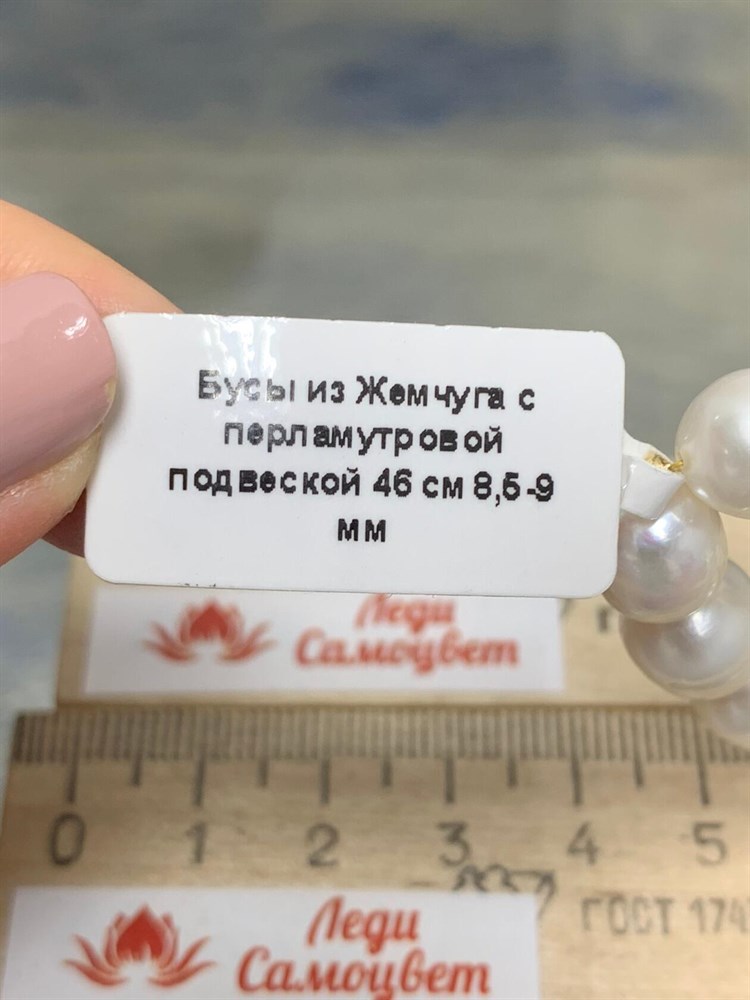 Бусы из Жемчуга с
перламутровой
подвеской 46 см 8,5-9
мм
Леди
Самоцвет
0 1 2 3 4 5
ГОСТ 174
Леди
Самоцвет